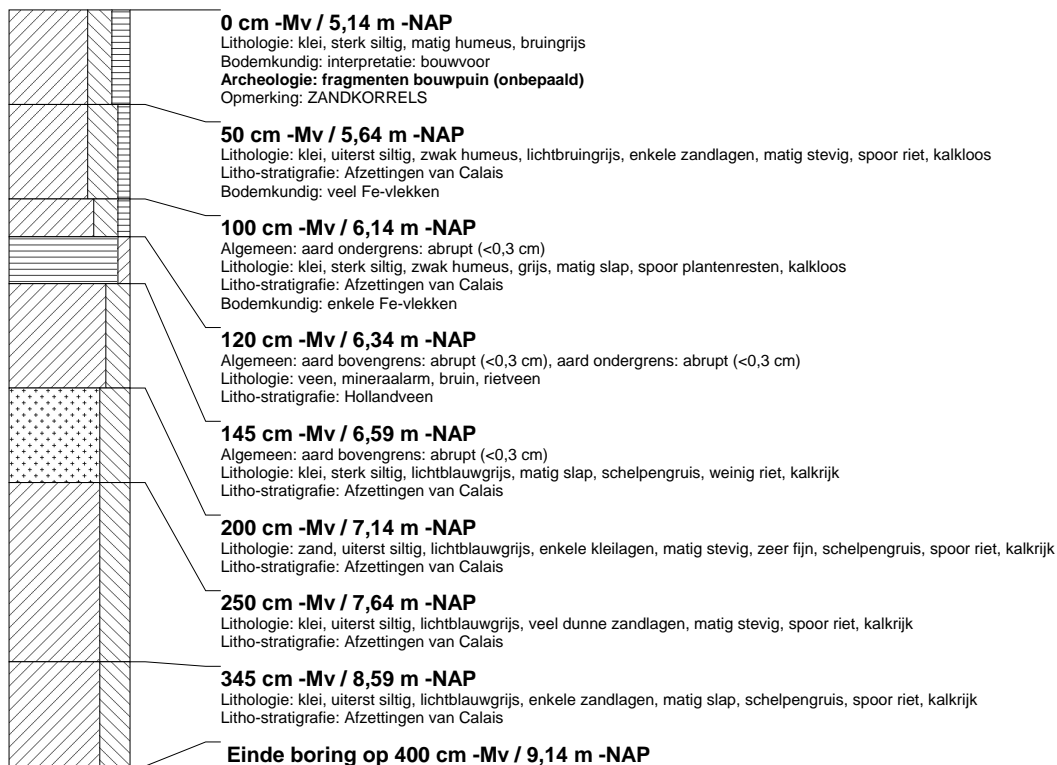 0 cm -Mv / 5,14 m -NAP
Lithologie: klei, sterk siltig, matig humeus, bruingrijs
Bodemkundig: interpretatie: bouwvoor
Archeologie: fragmenten bouwpuin (onbepaald)
Opmerking: ZANDKORRELS
50 cm -Mv / 5,64 m -NAP
Lithologie: klei, uiterst siltig, zwak humeus, lichtbruingrijs, enkele zandlagen, matig stevig, spoor riet, kalkloos
Litho-stratigrafie: Afzettingen van Calais
Bodemkundig: veel Fe-vlekken
100 cm -Mv / 6,14 m -NAP
Algemeen: aard ondergrens: abrupt (<0,3 cm)
Lithologie: klei, sterk siltig, zwak humeus, grijs, matig slap, spoor plantenresten, kalkloos
Litho-stratigrafie: Afzettingen van Calais
Bodemkundig: enkele Fe-vlekken
120 cm -Mv / 6,34 m -NAP
Algemeen: aard bovengrens: abrupt (<0,3 cm), aard ondergrens: abrupt (<0,3 cm)
Lithologie: veen, mineraalarm, bruin, rietveen
Litho-stratigrafie: Hollandveen
145 cm -Mv / 6,59 m -NAP
Algemeen: aard bovengrens: abrupt (<0,3 cm)
Lithologie: klei, sterk siltig, lichtblauwgrijs, matig slap, schelpengruis, weinig riet, kalkrijk
Litho-stratigrafie: Afzettingen van Calais
200 cm -Mv / 7,14 m -NAP
Lithologie: zand, uiterst siltig, lichtblauwgrijs, enkele kleilagen, matig stevig, zeer fijn, schelpengruis, spoor riet, kalkrijk
Litho-stratigrafie: Afzettingen van Calais
250 cm -Mv / 7,64 m -NAP
Lithologie: klei, uiterst siltig, lichtblauwgrijs, veel dunne zandlagen, matig stevig, spoor riet, kalkrijk
Litho-stratigrafie: Afzettingen van Calais
345 cm -Mv / 8,59 m -NAP
Lithologie: klei, uiterst siltig, lichtblauwgrijs, enkele zandlagen, matig slap, schelpengruis, spoor riet, kalkrijk
Litho-stratigrafie: Afzettingen van Calais
Einde boring op 400 cm -Mv / 9,14 m -NAP